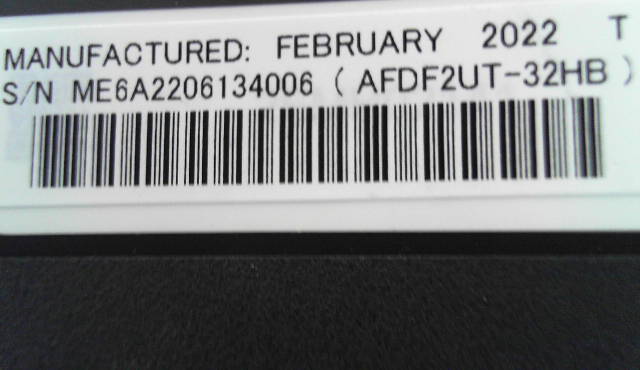 MANUFACTURED: FEBRUARY 2022 T
S/N ME6A2206134006 ( AFDF2UT-32HB )